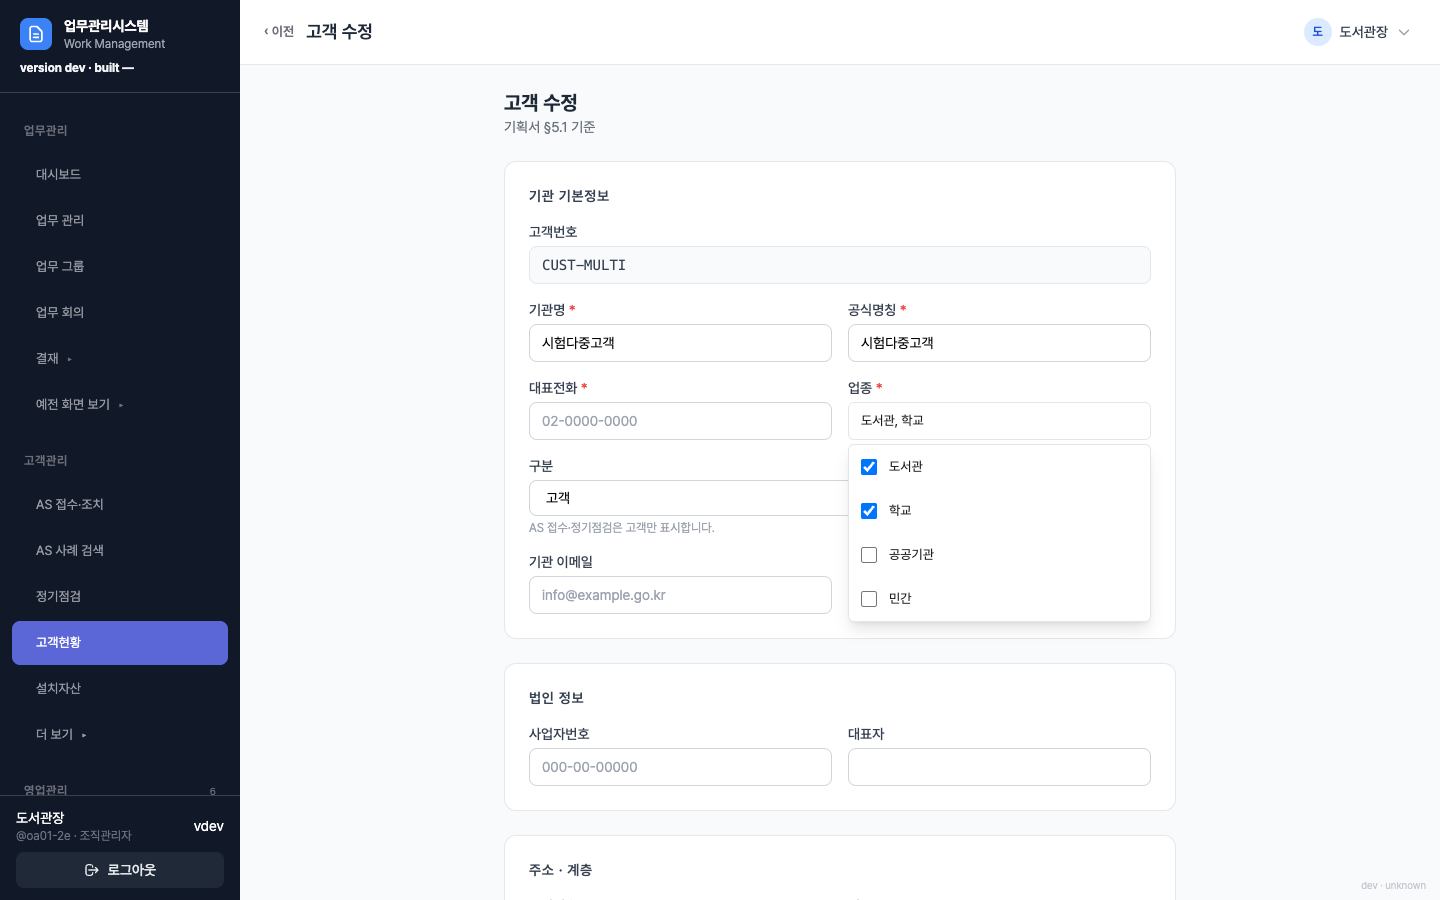 업무관리시스템
Work Management
version dev · built —
업무관리
대시보드
업무 관리
업무 그룹
업무 회의
결재 ▸
예전 화면 보기 ▸
고객관리
AS 접수·조치
AS 사례 검색
정기점검
고객현황
설치자산
더 보기 ▸
영업관리 6
도서관장
@oa01-2e · 조직관리자
vdev
로그아웃
‹ 이전 고객 수정
도 도서관장
고객 수정
기획서 §5.1 기준
기관 기본정보
고객번호
CUST-MULTI
기관명 * 공식명칭 *
시험다중고객 시험다중고객
대표전화 * 업종 *
02-0000-0000 도서관, 학교
구분
고객
AS 접수·정기점검은 고객만 표시합니다.
기관 이메일
info@example.go.kr
도서관
학교
공공기관
민간
법인 정보
사업자번호 대표자
000-00-00000
주소 · 계층
dev · unknown